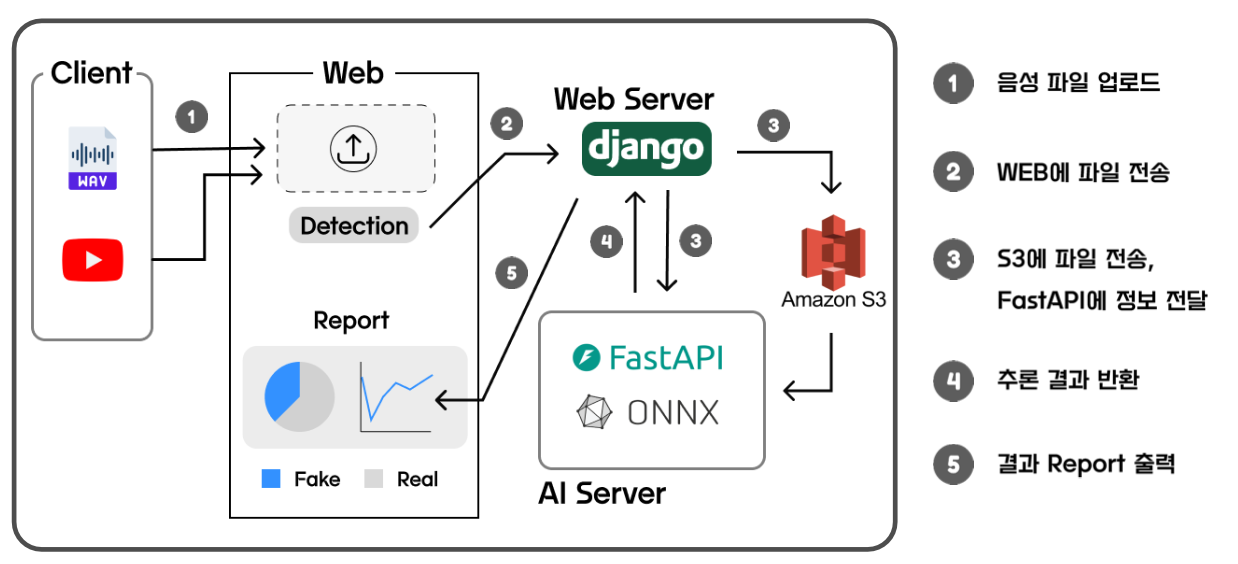 Client
WAV
Web
1
Detection
Report
Fake
Real
2
Web Server
django
3
4
3
5
Amazon S3
FastAPI
ONNX
AI Server
1 음성 파일 업로드
2 WEB에 파일 전송
3 S3에 파일 전송,
FastAPI에 정보 전달
4 추론 결과 반환
5 결과 Report 출력